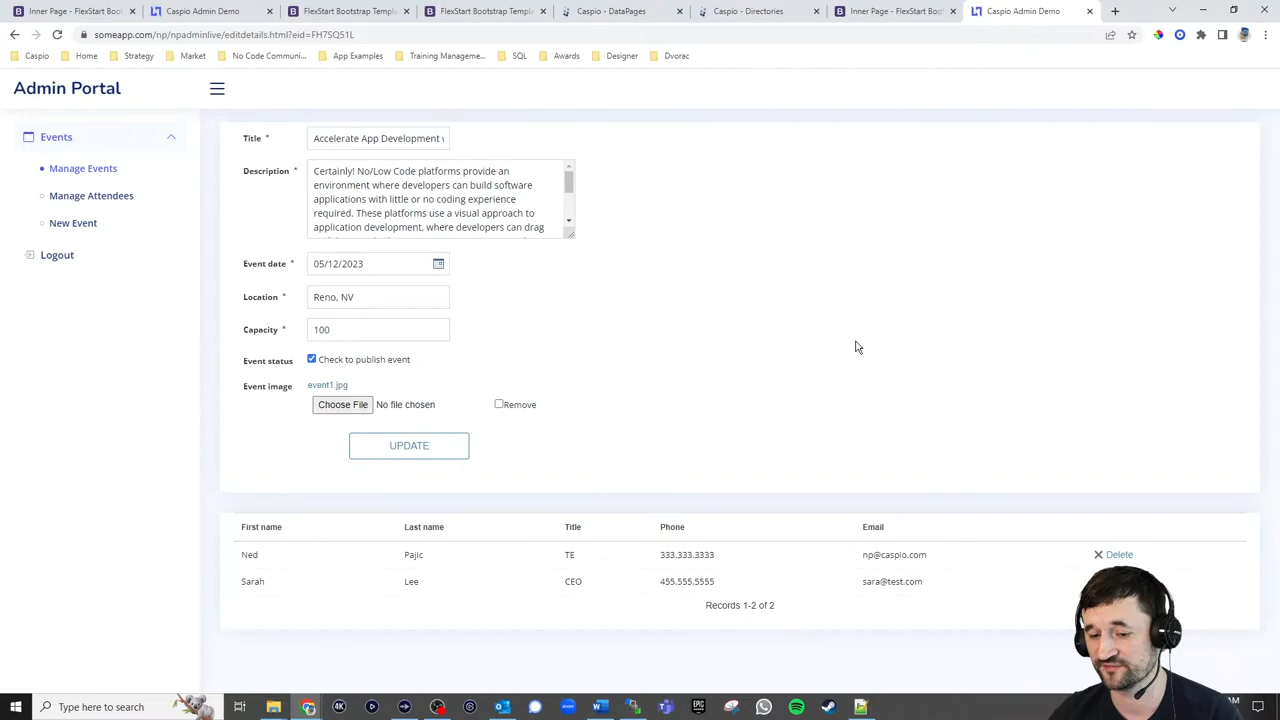 Inner Page - FlexStart Boot
Caspio Admin Demo
FlexStart Bootstrap Templ
FlexStart Bootstrap Templ
Caspio - DataPages
Caspio - Directories
Inner Page - FlexStart Boot
Caspio Admin Demo
someapp.com/np/npadminlive/editdetails.html?eid=FH7SQ51L
Caspio
Home
Strategy
Market
No Code Communi...
App Examples
Training Manageme...
SQL
Awards
Designer
Dvorac
Admin Portal
Events
Manage Events
Manage Attendees
New Event
Logout
Title *
Accelerate App Development
Description *
Certainly! No/Low Code platforms provide an
environment where developers can build software
applications with little or no coding experience
required. These platforms use a visual approach to
application development, where developers can drag
Event date *
05/12/2023
Location *
Reno, NV
Capacity *
100
Event status
Check to publish event
Event image
event1.jpg
Choose File No file chosen
Remove
UPDATE
First name Last name Title Phone Email
Ned Pajic TE 333.333.3333 np@caspio.com Delete
Sarah Lee CEO 455.555.5555 sara@test.com
Records 1-2 of 2
Type here to search
4K
EPIC